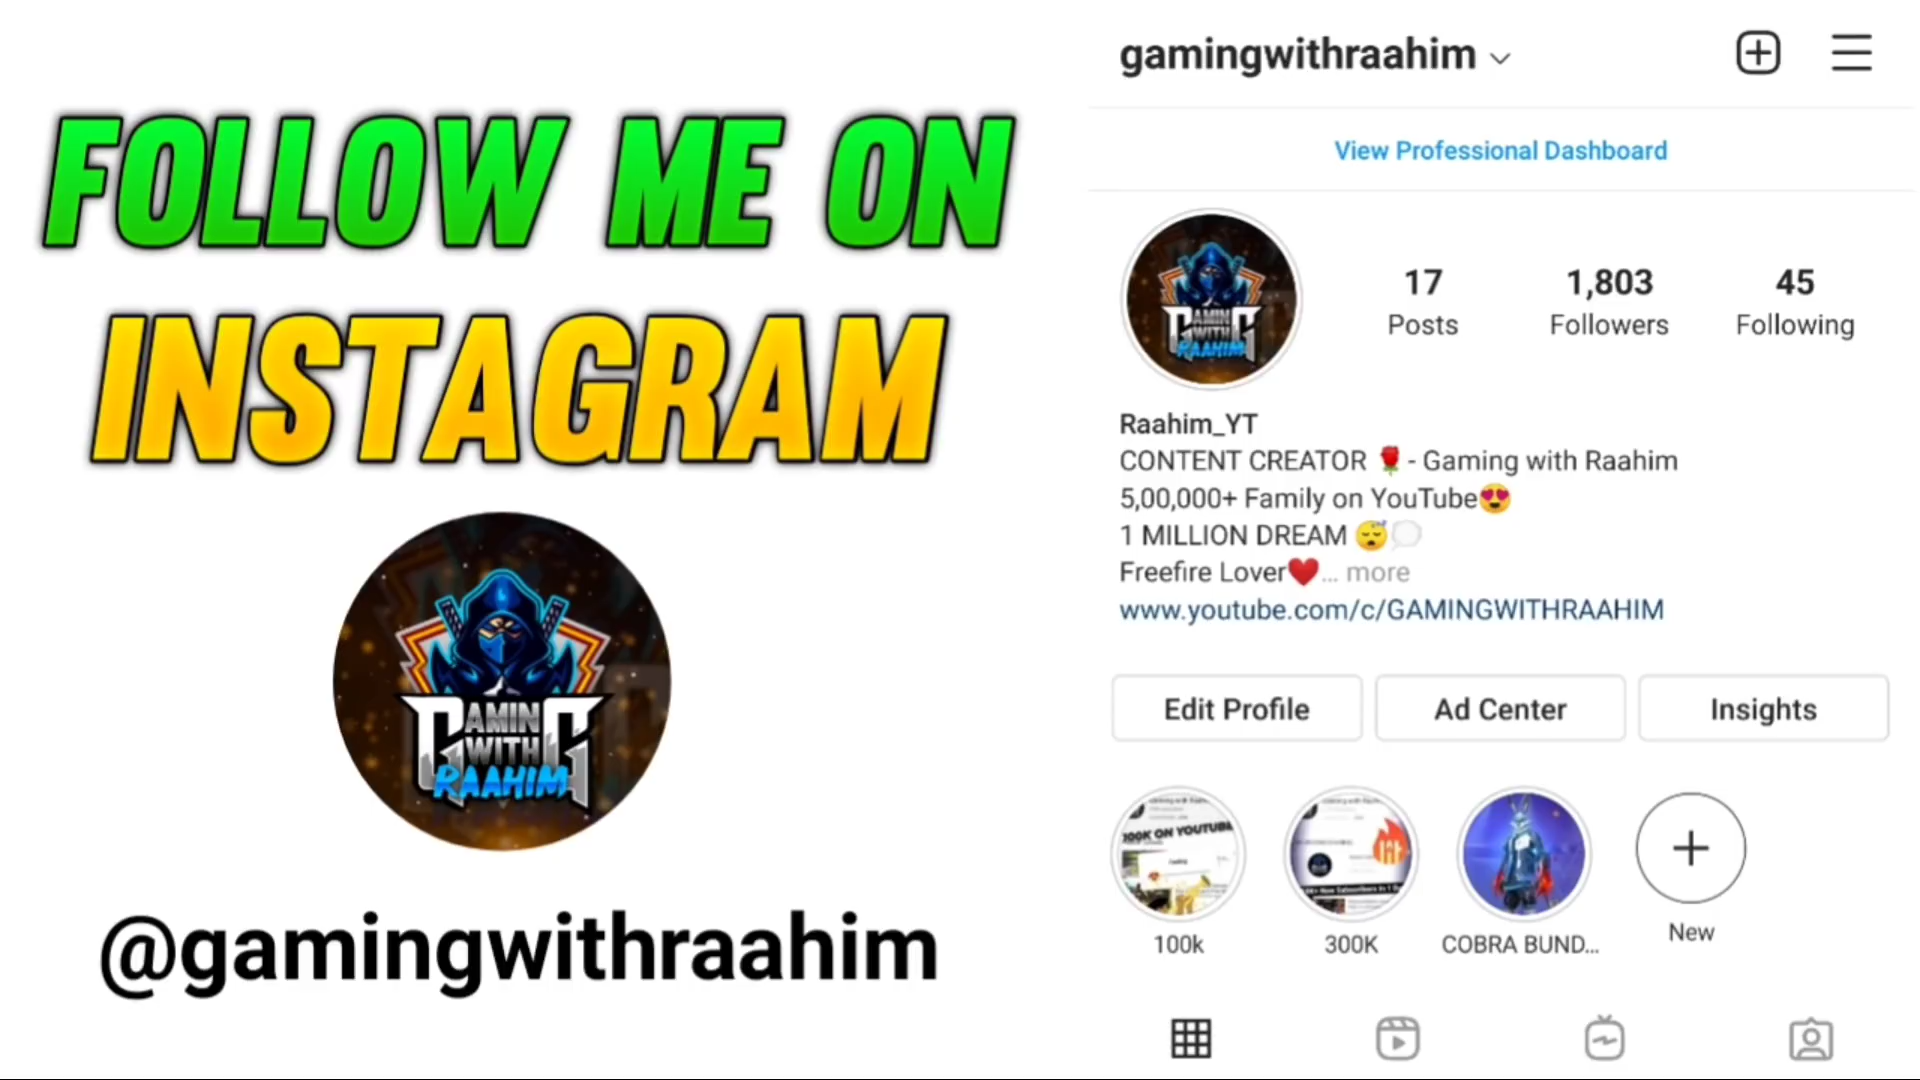 FOLLOW ME ON
INSTAGRAM
GAMING
WITH
RAAHIM
@gamingwithraahim
gamingwithraahim
View Professional Dashboard
GAMING
WITH
RAAHIM
17
Posts
1,803
Followers
45
Following
Raahim_YT
CONTENT CREATOR 🌹 - Gaming with Raahim
5,00,000+ Family on YouTube😍
1 MILLION DREAM 😴💭
Freefire Lover❤️... more
www.youtube.com/c/GAMINGWITHRAAHIM
Edit Profile
Ad Center
Insights
ON YOUTUBE
100k
300K
COBRA BUND...
New